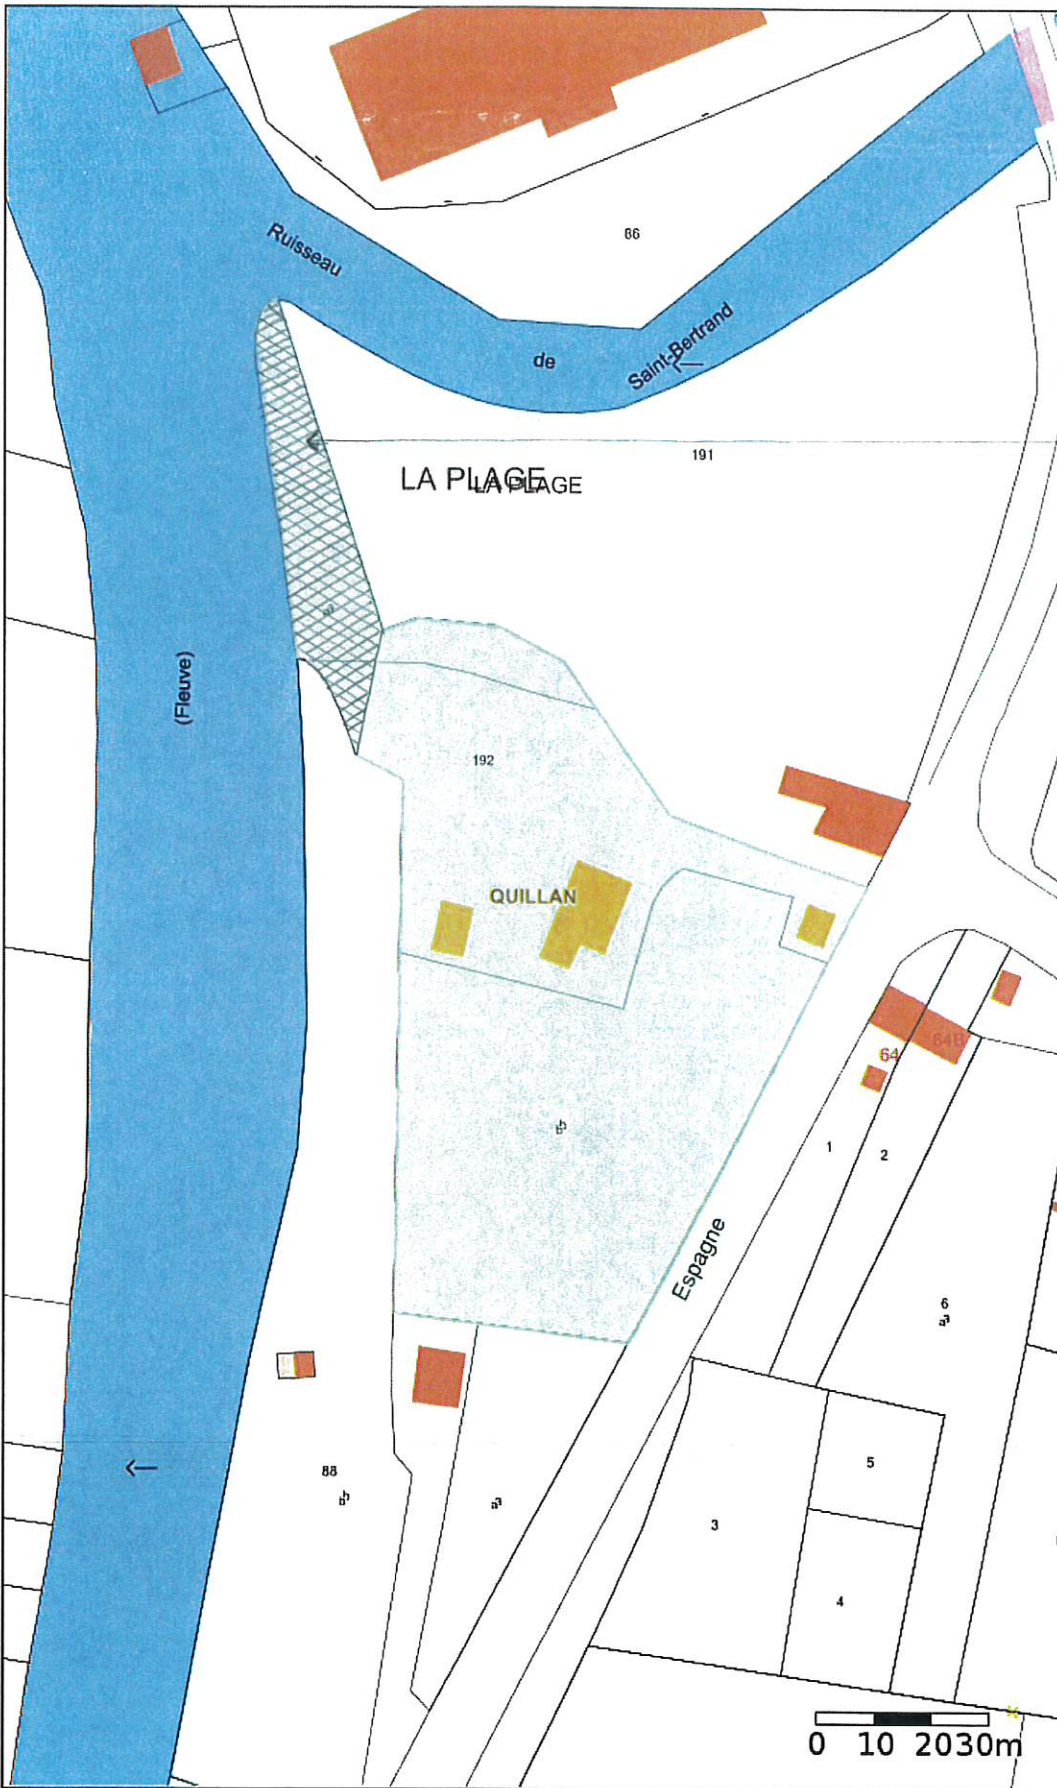 86
Ruisseau
de
Saint-Bertrand
191
LA PLAGE
LA PLAGE
(Fleuve)
192
QUILLAN
64
64B
b
b
1
2
Espagne
6
a
a
88
b
b
a
a
5
3
4
0 10 2030m